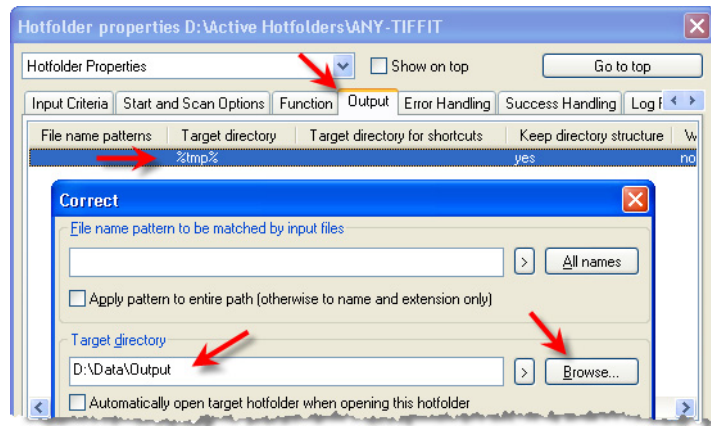 Hotfolder properties D:\Active Hotfolders\ANY-TIFFIT
Hotfolder Properties Show on top Go to top
Input Criteria Start and Scan Options Function Output Error Handling Success Handling Log
File name patterns Target directory Target directory for shortcuts Keep directory structure W
%tmp% yes no
Correct
File name pattern to be matched by input files
> All names
Apply pattern to entire path (otherwise to name and extension only)
Target directory
D:\Data\Output > Browse...
Automatically open target hotfolder when opening this hotfolder